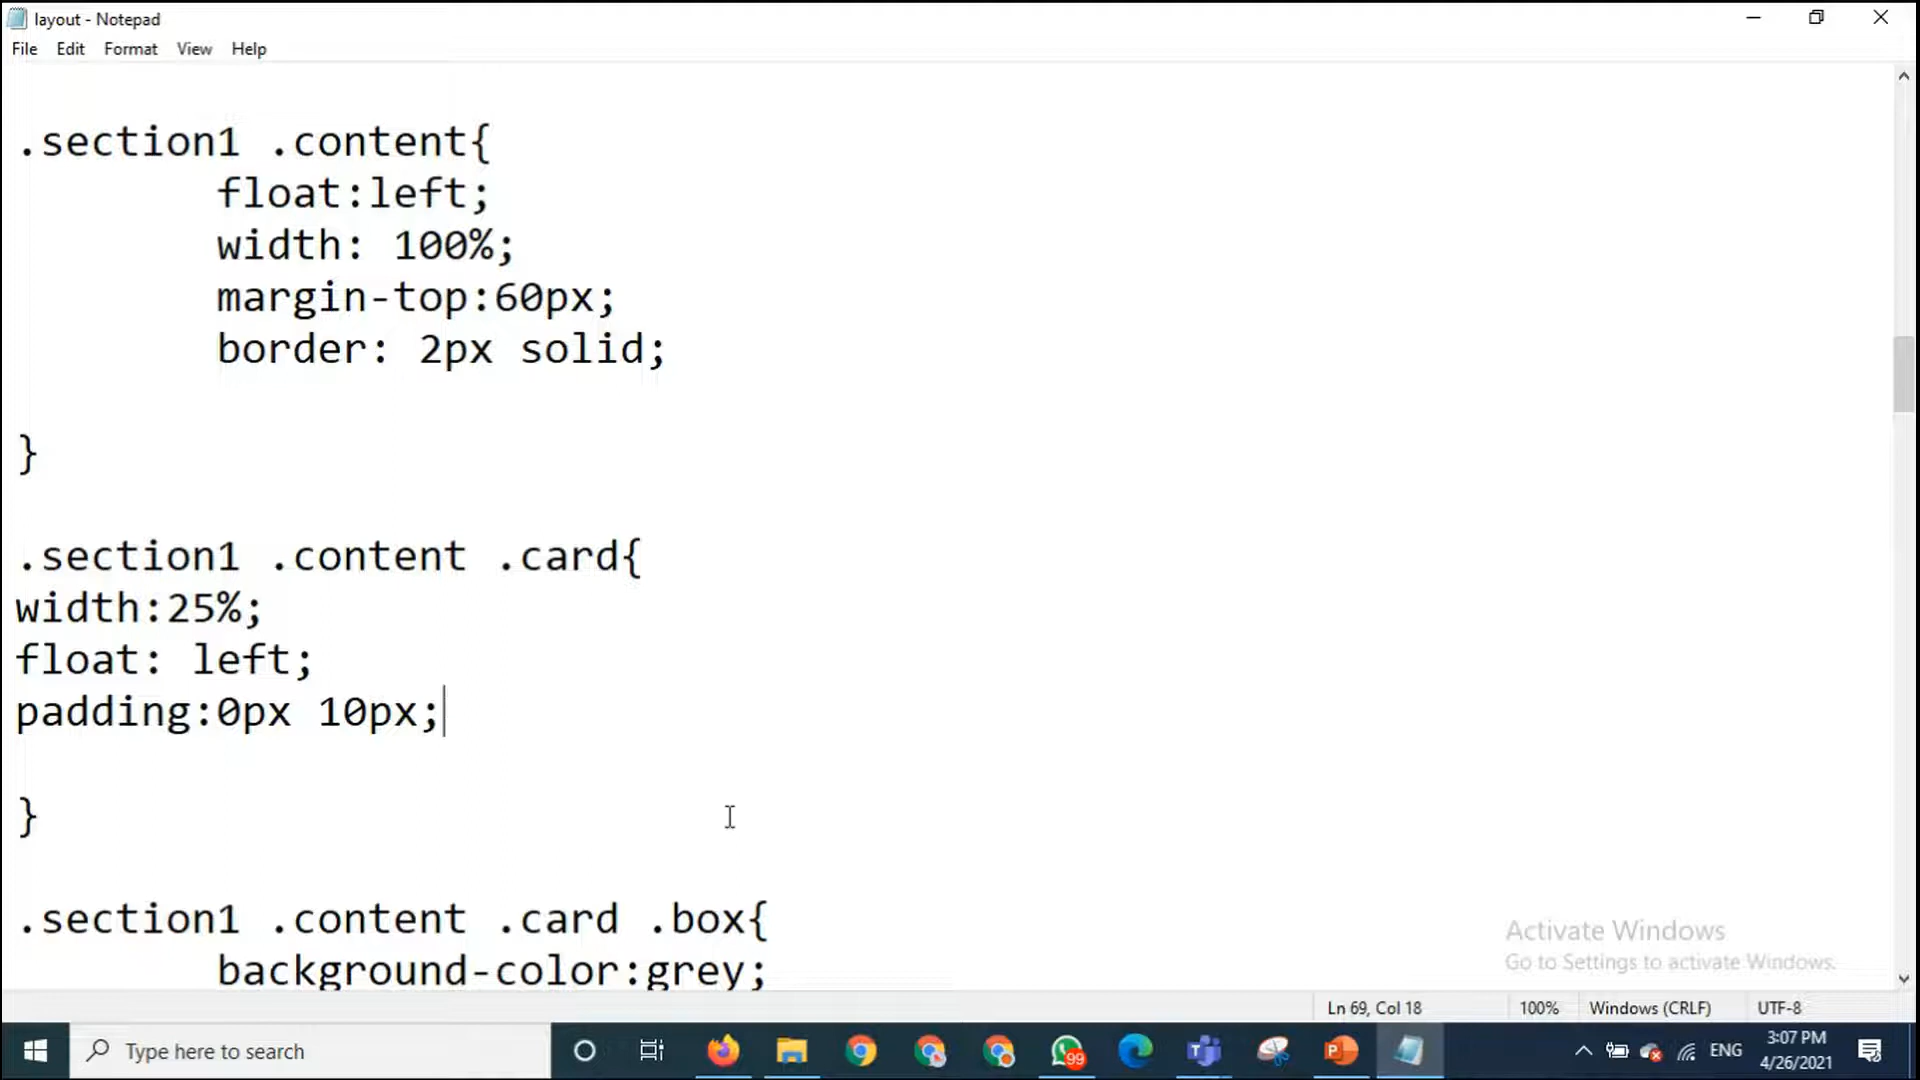 layout - Notepad
File Edit Format View Help
.section1 .content{
float:left;
width: 100%;
margin-top:60px;
border: 2px solid;
}
.section1 .content .card{
width:25%;
float: left;
padding:0px 10px;
}
.section1 .content .card .box{
background-color:grey;
Activate Windows
Go to Settings to activate Windows.
Ln 69, Col 18 100% Windows (CRLF) UTF-8
Type here to search
99
ENG
3:07 PM
4/26/2021